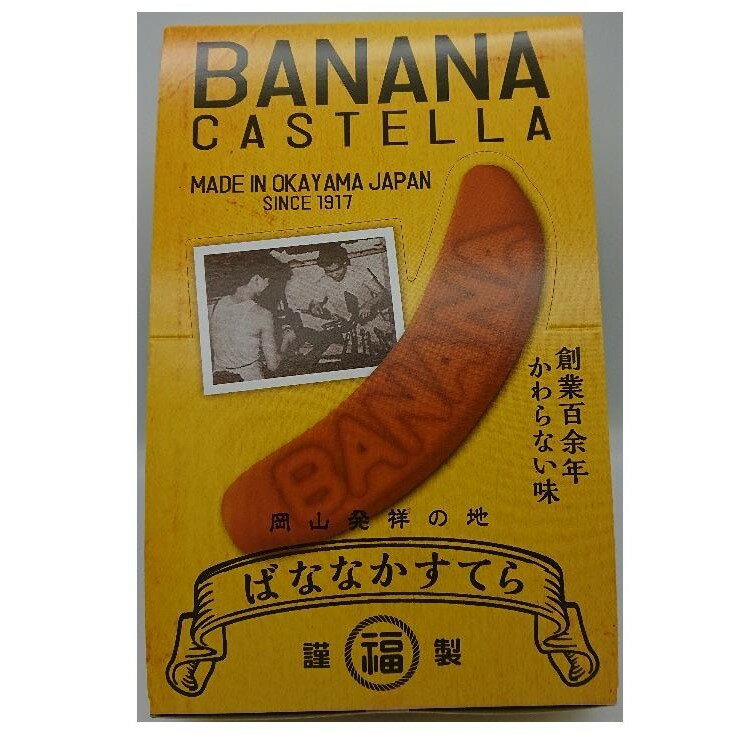 BANANA
CASTELLA
MADE IN OKAYAMA JAPAN
SINCE 1917
BANANA
創業百余年
かわらない味
岡山発祥の地
ばななかすてら
謹 福 製